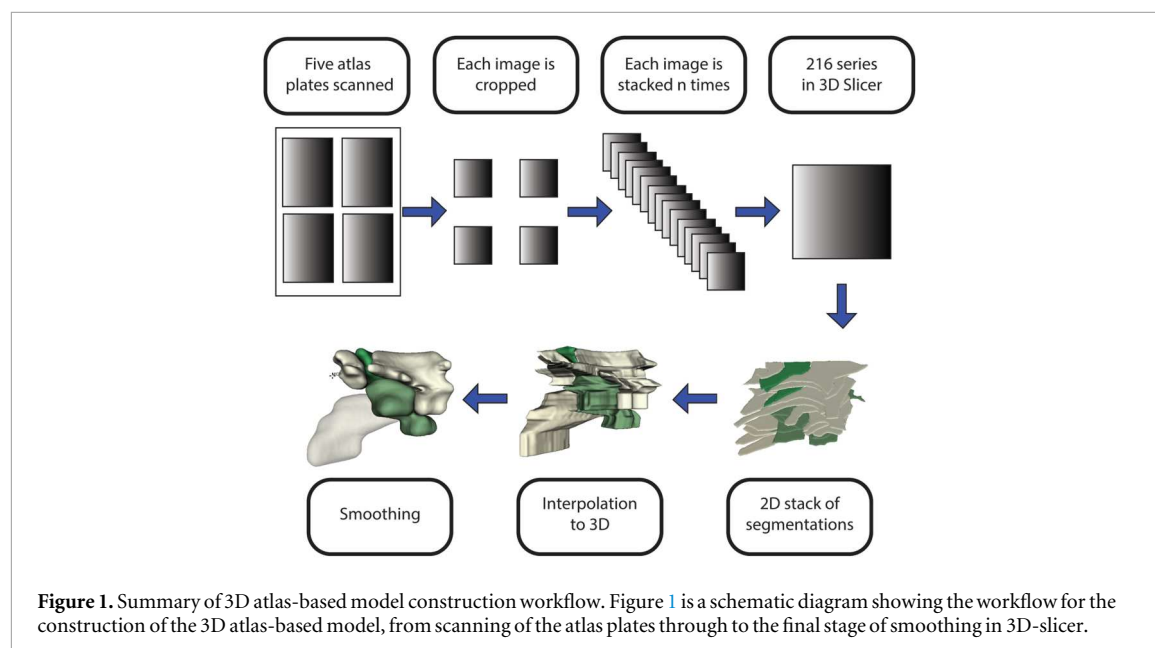 Five atlas
plates scanned
Each image is
cropped
Each image is
stacked n times
216 series
in 3D Slicer
Smoothing
Interpolation
to 3D
2D stack of
segmentations
Figure 1. Summary of 3D atlas-based model construction workflow. Figure 1 is a schematic diagram showing the workflow for the
construction of the 3D atlas-based model, from scanning of the atlas plates through to the final stage of smoothing in 3D-slicer.